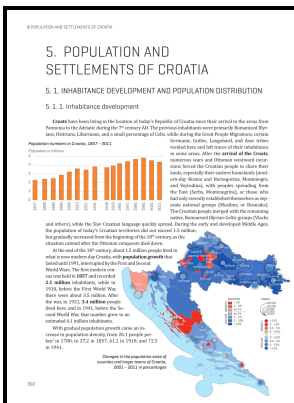 5 POPULATION AND SETTLEMENTS OF CROATIA
5. POPULATION AND
SETTLEMENTS OF CROATIA
5. 1. INHABITANCE DEVELOPMENT AND POPULATION DISTRIBUTION
5. 1. 1. Inhabitance development
Croats have been living in the location of today's Republic of Croatia since their arrival in the areas from
Pannonia to the Adriatic during the 7th century AD. The previous inhabitants were primarily Romanised Illyr-
ians, Histrians, Liburnians, and a small percentage of Celts, while during the Great People Migrations, certain
Population numbers in Croatia, 1857 - 2011
Population in millions
Germanic, Gothic, Langobard, and Avar tribes
resided here and left traces of their inhabitance
in some areas. After the arrival of the Croats,
numerous wars and Ottoman westward incur-
sions forced the Croatian people to share their
lands, especially their eastern homelands (mod-
ern-day Bosnia and Herzegovina, Montenegro,
and Vojvodina), with peoples spreading from
the East (Serbs, Montenegrins), or those who
had only recently established themselves as sep-
arate national groups (Muslims, or Bosniaks).
The Croatian people merged with the remaining
native, Romanised Illyrian-Celtic groups (Vlachs
and others), while the Slav Croatian language quickly spread. During the early and developed Middle Ages,
the population of today's Croatian territories did not exceed 1.5 million,
but gradually increased from the beginning of the 18th century, as the
situation calmed after the Ottoman conquests died down.
At the end of the 18th century, about 1.5 million people lived in
what is now modern day Croatia, with population growth that
lasted until 1991, interrupted by the First and Second
World Wars. The first modern cen-
sus was held in 1857 and recorded
2.1 million inhabitants, while in
1910, before the First World War,
there were about 3.5 million. After
the war, in 1921, 3.4 million people
lived here, and in 1941, before the Sec-
ond World War, that number grew to an
estimated 4.1 million inhabitants.
With gradual population growth came an in-
crease in population density, from 26.1 people per
km² in 1780, to 37.2 in 1857, 61.2 in 1910, and 72.5
in 1941.
Changes in the population area of
counties and larger towns of Croatia,
2001 - 2011 in percentages
102